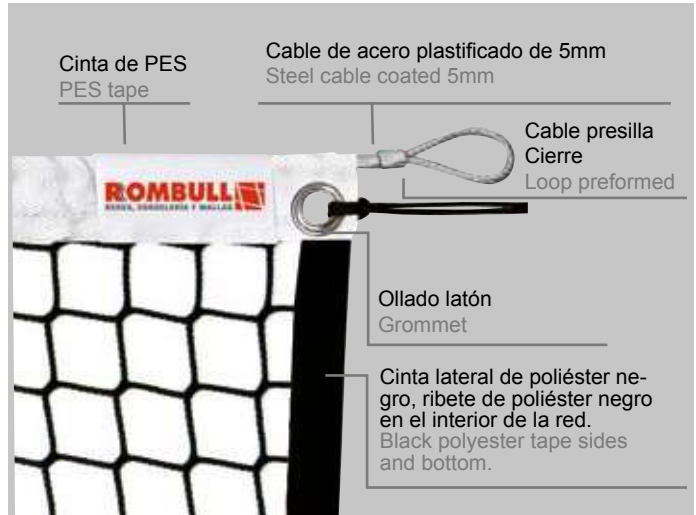 Cinta de PES
PES tape
Cable de acero plastificado de 5mm
Steel cable coated 5mm
Cable presilla
Cierre
Loop preformed
ROMBULL
Ollado latón
Grommet
Cinta lateral de poliéster ne-
gro, ribete de poliéster negro
en el interior de la red.
Black polyester tape sides
and bottom.